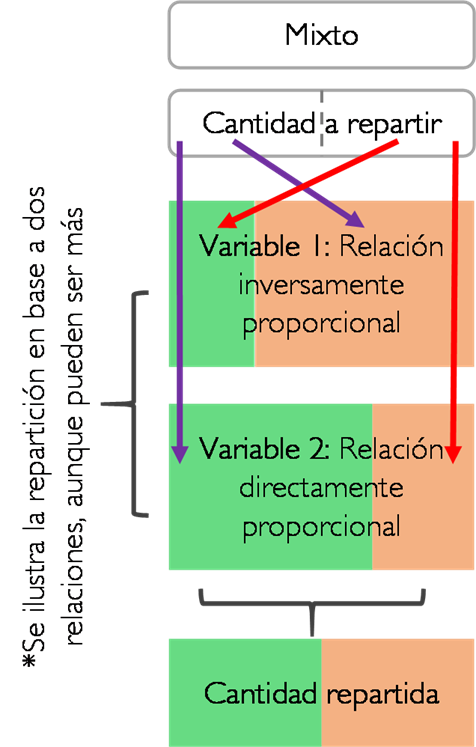 Mixto
Cantidad a repartir
*Se ilustra la repartición en base a dos
relaciones, aunque pueden ser más
Variable 1: Relación
inversamente
proporcional
Variable 2: Relación
directamente
proporcional
Cantidad repartida